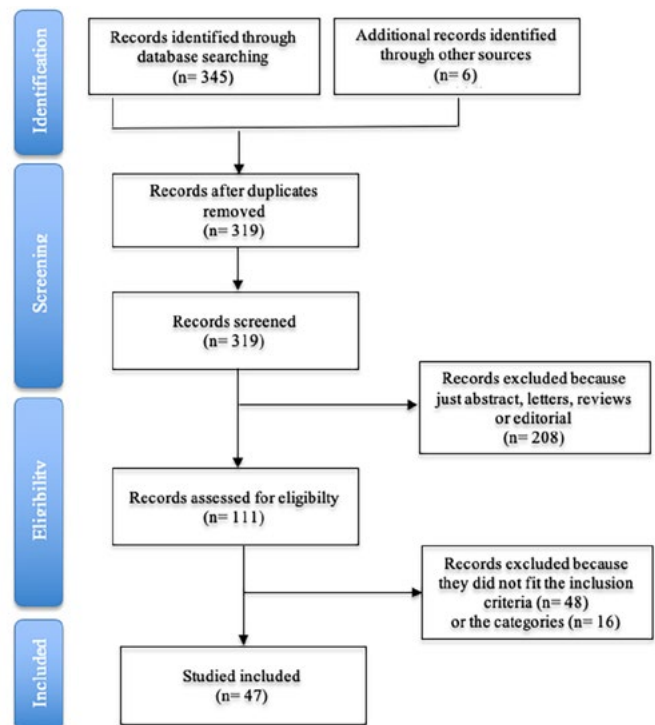 Identification
Records identified through
database searching
(n= 345)
Additional records identified
through other sources
(n= 6)
Screening
Records after duplicates
removed
(n= 319)
Records screened
(n= 319)
Records excluded because
just abstract, letters, reviews
or editorial
(n= 208)
Eligibility
Records assessed for eligibilty
(n= 111)
Records excluded because
they did not fit the inclusion
criteria (n= 48)
or the categories (n= 16)
Included
Studied included
(n= 47)